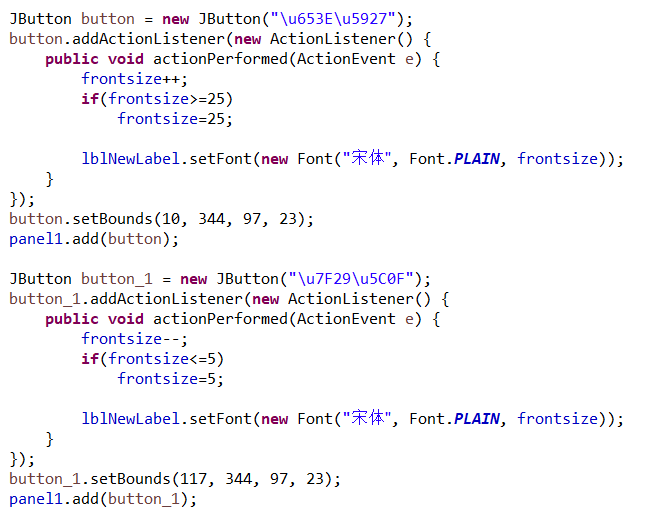 JButton button = new JButton("\u653E\u5927");
button.addActionListener(new ActionListener() {
    public void actionPerformed(ActionEvent e) {
        frontsize++;
        if(frontsize>=25)
            frontsize=25;

        lblNewLabel.setFont(new Font("宋体", Font.PLAIN, frontsize));
    }
});
button.setBounds(10, 344, 97, 23);
panel1.add(button);

JButton button_1 = new JButton("\u7F29\u5C0F");
button_1.addActionListener(new ActionListener() {
    public void actionPerformed(ActionEvent e) {
        frontsize--;
        if(frontsize<=5)
            frontsize=5;

        lblNewLabel.setFont(new Font("宋体", Font.PLAIN, frontsize));
    }
});
button_1.setBounds(117, 344, 97, 23);
panel1.add(button_1);